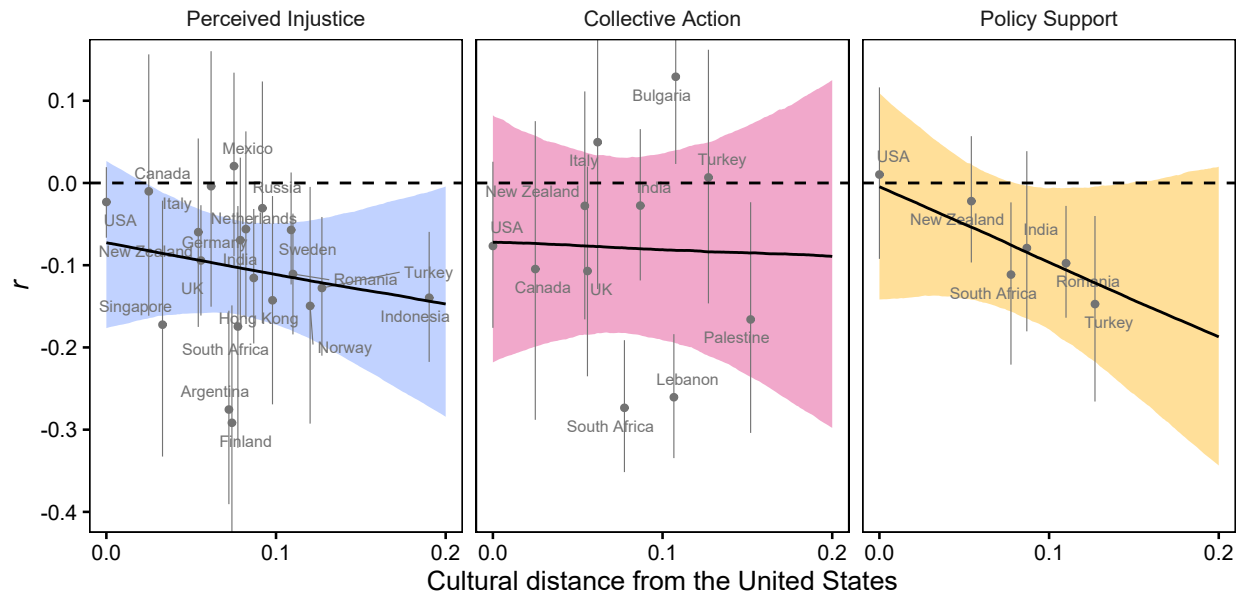 Perceived Injustice
Collective Action
Policy Support
r
0.1
0.0
-0.1
-0.2
-0.3
-0.4
Mexico
Canada
Russia
Italy
USA
Netherlands
Germany
New Zealand
Sweden
India
Turkey
Romania
UK
Singapore
Indonesia
Hong Kong
South Africa
Norway
Argentina
Finland
0.0
0.1
0.2
Bulgaria
Italy
Turkey
New Zealand
India
USA
Canada
UK
Palestine
Lebanon
South Africa
0.0
0.1
0.2
USA
New Zealand
India
Romania
South Africa
Turkey
0.0
0.1
0.2
Cultural distance from the United States